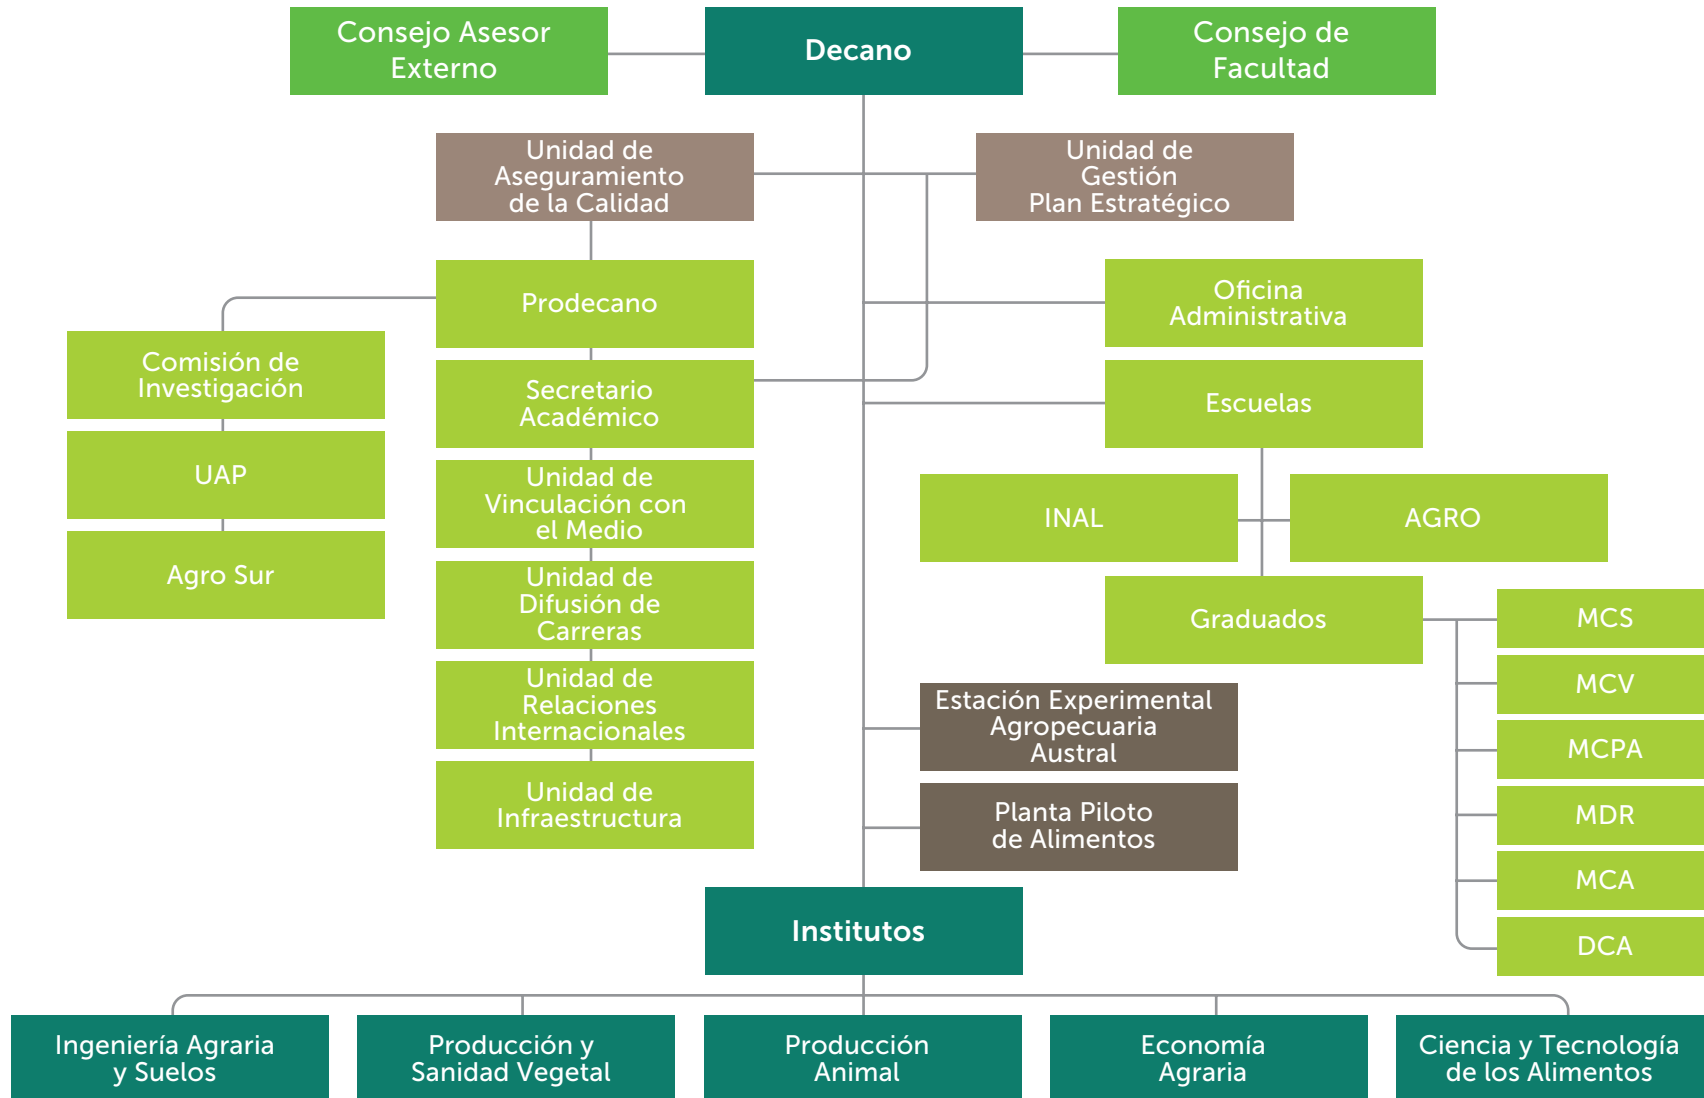 Consejo Asesor
Externo
Decano
Consejo de
Facultad
Unidad de
Aseguramiento
de la Calidad
Unidad de
Gestión
Plan Estratégico
Prodecano
Oficina
Administrativa
Comisión de
Investigación
Secretario
Académico
Escuelas
UAP
Unidad de
Vinculación con
el Medio
INAL
AGRO
Agro Sur
Unidad de
Difusión de
Carreras
Graduados
MCS
MCV
MCPA
MDR
MCA
DCA
Unidad de
Relaciones
Internacionales
Estación Experimental
Agropecuaria
Austral
Unidad de
Infraestructura
Planta Piloto
de Alimentos
Institutos
Ingeniería Agraria
y Suelos
Producción y
Sanidad Vegetal
Producción
Animal
Economía
Agraria
Ciencia y Tecnología
de los Alimentos